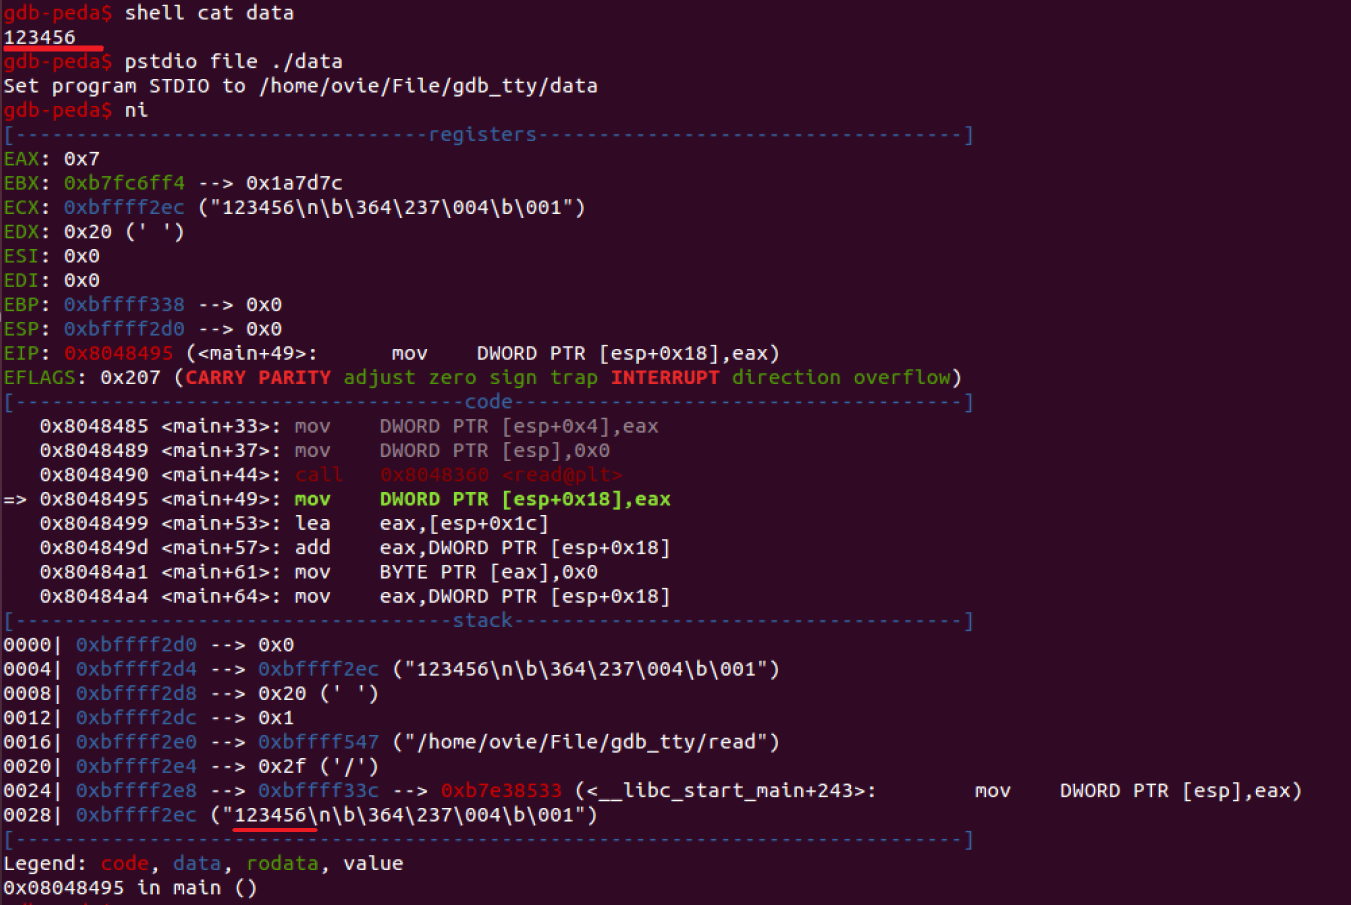 gdb-peda$ shell cat data
123456
gdb-peda$ pstdio file ./data
Set program STDIO to /home/ovie/File/gdb_tty/data
gdb-peda$ ni
[----------------------------------registers-----------------------------------]
EAX: 0x7
EBX: 0xb7fc6ff4 --> 0x1a7d7c
ECX: 0xbffff2ec ("123456\n\b\364\237\004\b\001")
EDX: 0x20 (' ')
ESI: 0x0
EDI: 0x0
EBP: 0xbffff338 --> 0x0
ESP: 0xbffff2d0 --> 0x0
EIP: 0x8048495 (<main+49>:      mov    DWORD PTR [esp+0x18],eax)
EFLAGS: 0x207 (CARRY PARITY adjust zero sign trap INTERRUPT direction overflow)
[-------------------------------------code-------------------------------------]
   0x8048485 <main+33>: mov    DWORD PTR [esp+0x4],eax
   0x8048489 <main+37>: mov    DWORD PTR [esp],0x0
   0x8048490 <main+44>: call   0x8048360 <read@plt>
=> 0x8048495 <main+49>: mov    DWORD PTR [esp+0x18],eax
   0x8048499 <main+53>: lea    eax,[esp+0x1c]
   0x804849d <main+57>: add    eax,DWORD PTR [esp+0x18]
   0x80484a1 <main+61>: mov    BYTE PTR [eax],0x0
   0x80484a4 <main+64>: mov    eax,DWORD PTR [esp+0x18]
[------------------------------------stack-------------------------------------]
0000| 0xbffff2d0 --> 0x0
0004| 0xbffff2d4 --> 0xbffff2ec ("123456\n\b\364\237\004\b\001")
0008| 0xbffff2d8 --> 0x20 (' ')
0012| 0xbffff2dc --> 0x1
0016| 0xbffff2e0 --> 0xbffff547 ("/home/ovie/File/gdb_tty/read")
0020| 0xbffff2e4 --> 0x2f ('/')
0024| 0xbffff2e8 --> 0xbffff33c --> 0xb7e38533 (<__libc_start_main+243>:        mov    DWORD PTR [esp],eax)
0028| 0xbffff2ec ("123456\n\b\364\237\004\b\001")
[------------------------------------------------------------------------------]
Legend: code, data, rodata, value
0x08048495 in main ()